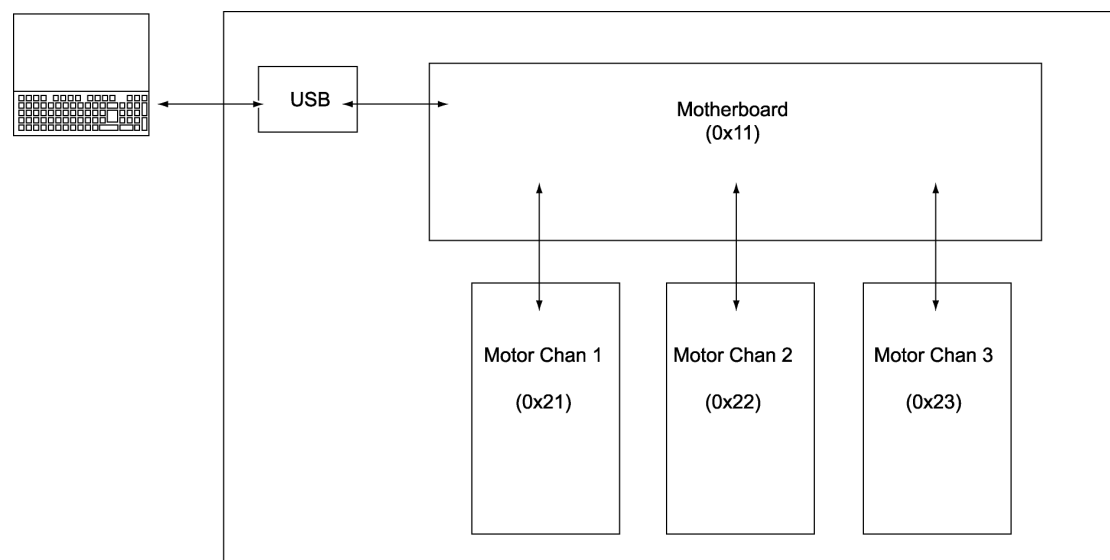 USB
Motherboard
(0x11)
Motor Chan 1
(0x21)
Motor Chan 2
(0x22)
Motor Chan 3
(0x23)